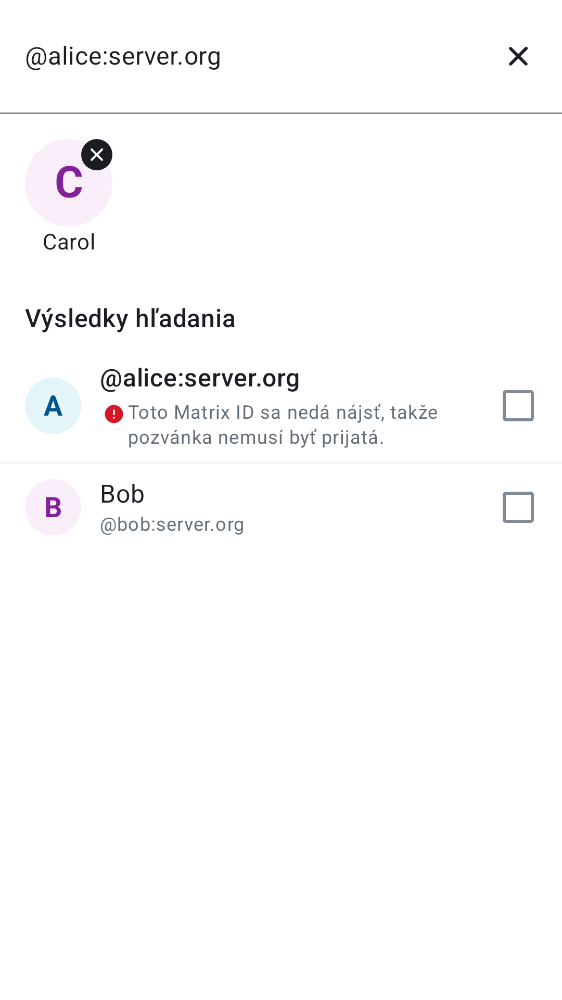 @alice:server.org
C
Carol
Výsledky hľadania
A
@alice:server.org
Toto Matrix ID sa nedá nájsť, takže
pozvánka nemusí byť prijatá.
B
Bob
@bob:server.org